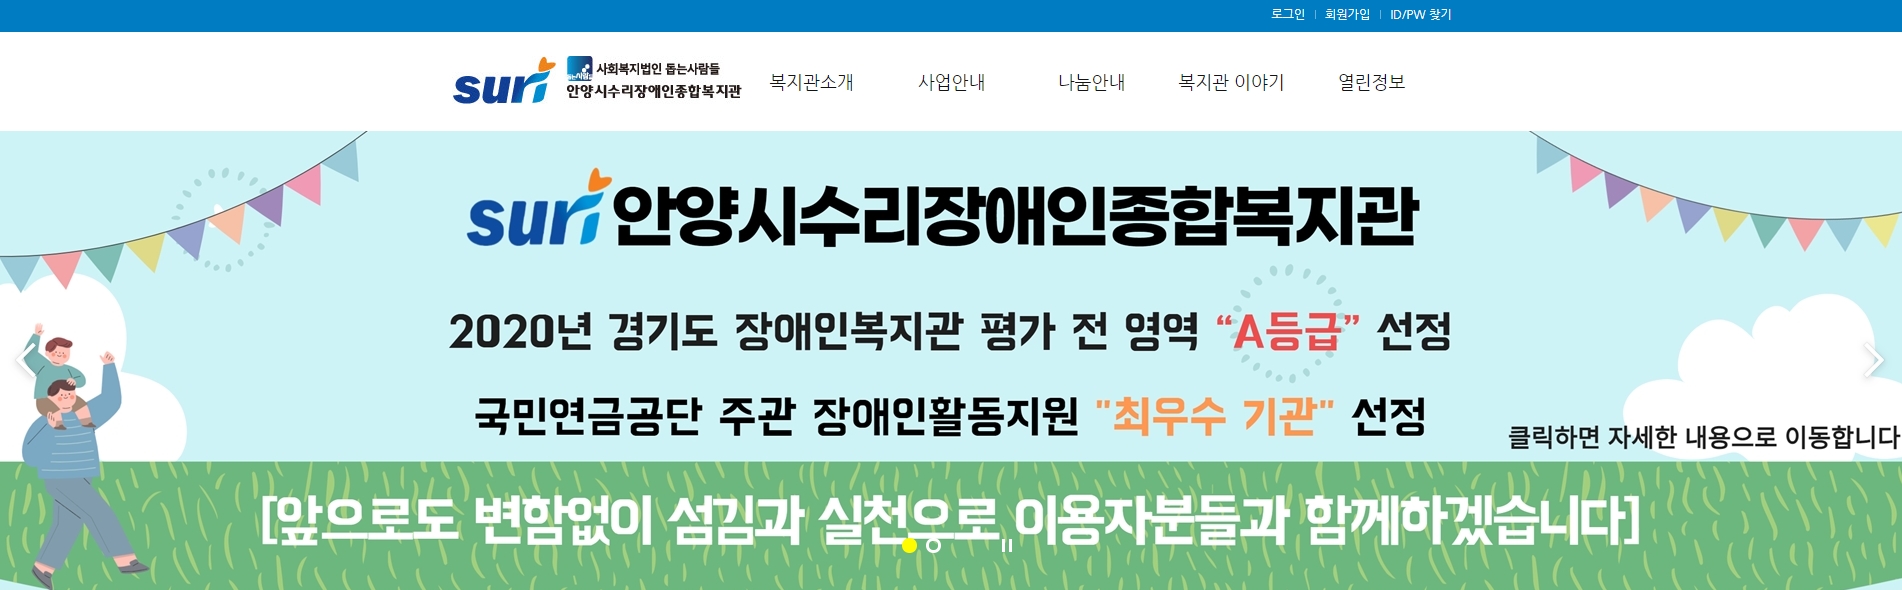 로그인 | 회원가입 | ID/PW 찾기
suri 돕는사람들 사회복지법인 돕는사람들
안양시수리장애인종합복지관
복지관소개 사업안내 나눔안내 복지관 이야기 열린정보
suri 안양시수리장애인종합복지관
2020년 경기도 장애인복지관 평가 전 영역 “A등급” 선정
국민연금공단 주관 장애인활동지원 "최우수 기관" 선정
클릭하면 자세한 내용으로 이동합니다
[앞으로도 변함없이 섬김과 실천으로 이용자분들과 함께하겠습니다]